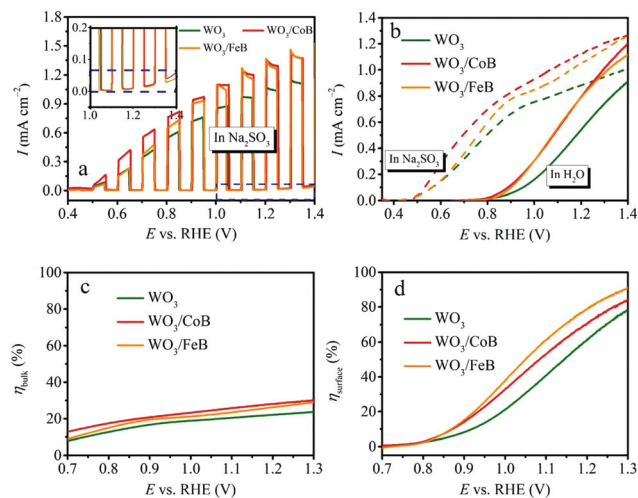 a
I (mA cm⁻²)
1.8
1.5
1.2
0.9
0.6
0.3
0.0
0.2
0.1
0.0
1.0 1.2 1.4
WO₃ WO₃/CoB
WO₃/FeB
In Na₂SO₃
0.4 0.6 0.8 1.0 1.2 1.4
E vs. RHE (V)
b
I (mA cm⁻²)
1.4
1.2
1.0
0.8
0.6
0.4
0.2
0.0
WO₃
WO₃/CoB
WO₃/FeB
In Na₂SO₃
In H₂O
0.4 0.6 0.8 1.0 1.2 1.4
E vs. RHE (V)
c
η bulk (%)
100
80
60
40
20
0
WO₃
WO₃/CoB
WO₃/FeB
0.7 0.8 0.9 1.0 1.1 1.2 1.3
E vs. RHE (V)
d
η surface (%)
100
80
60
40
20
0
WO₃
WO₃/CoB
WO₃/FeB
0.7 0.8 0.9 1.0 1.1 1.2 1.3
E vs. RHE (V)